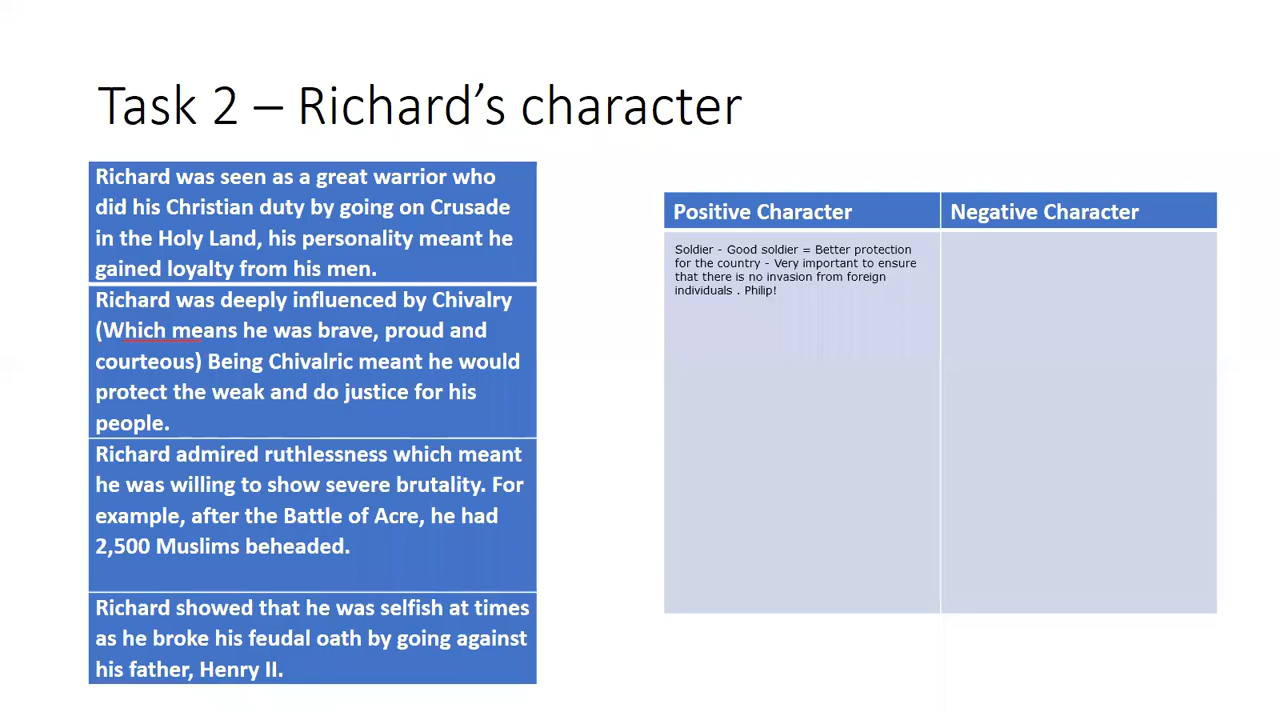 Task 2 – Richard's character
Richard was seen as a great warrior who
did his Christian duty by going on Crusade
in the Holy Land, his personality meant he
gained loyalty from his men.
Richard was deeply influenced by Chivalry
(Which means he was brave, proud and
courteous) Being Chivalric meant he would
protect the weak and do justice for his
people.
Richard admired ruthlessness which meant
he was willing to show severe brutality. For
example, after the Battle of Acre, he had
2,500 Muslims beheaded.
Richard showed that he was selfish at times
as he broke his feudal oath by going against
his father, Henry II.
Positive Character
Negative Character
Soldier - Good soldier = Better protection
for the country - Very important to ensure
that there is no invasion from foreign
individuals . Philip!